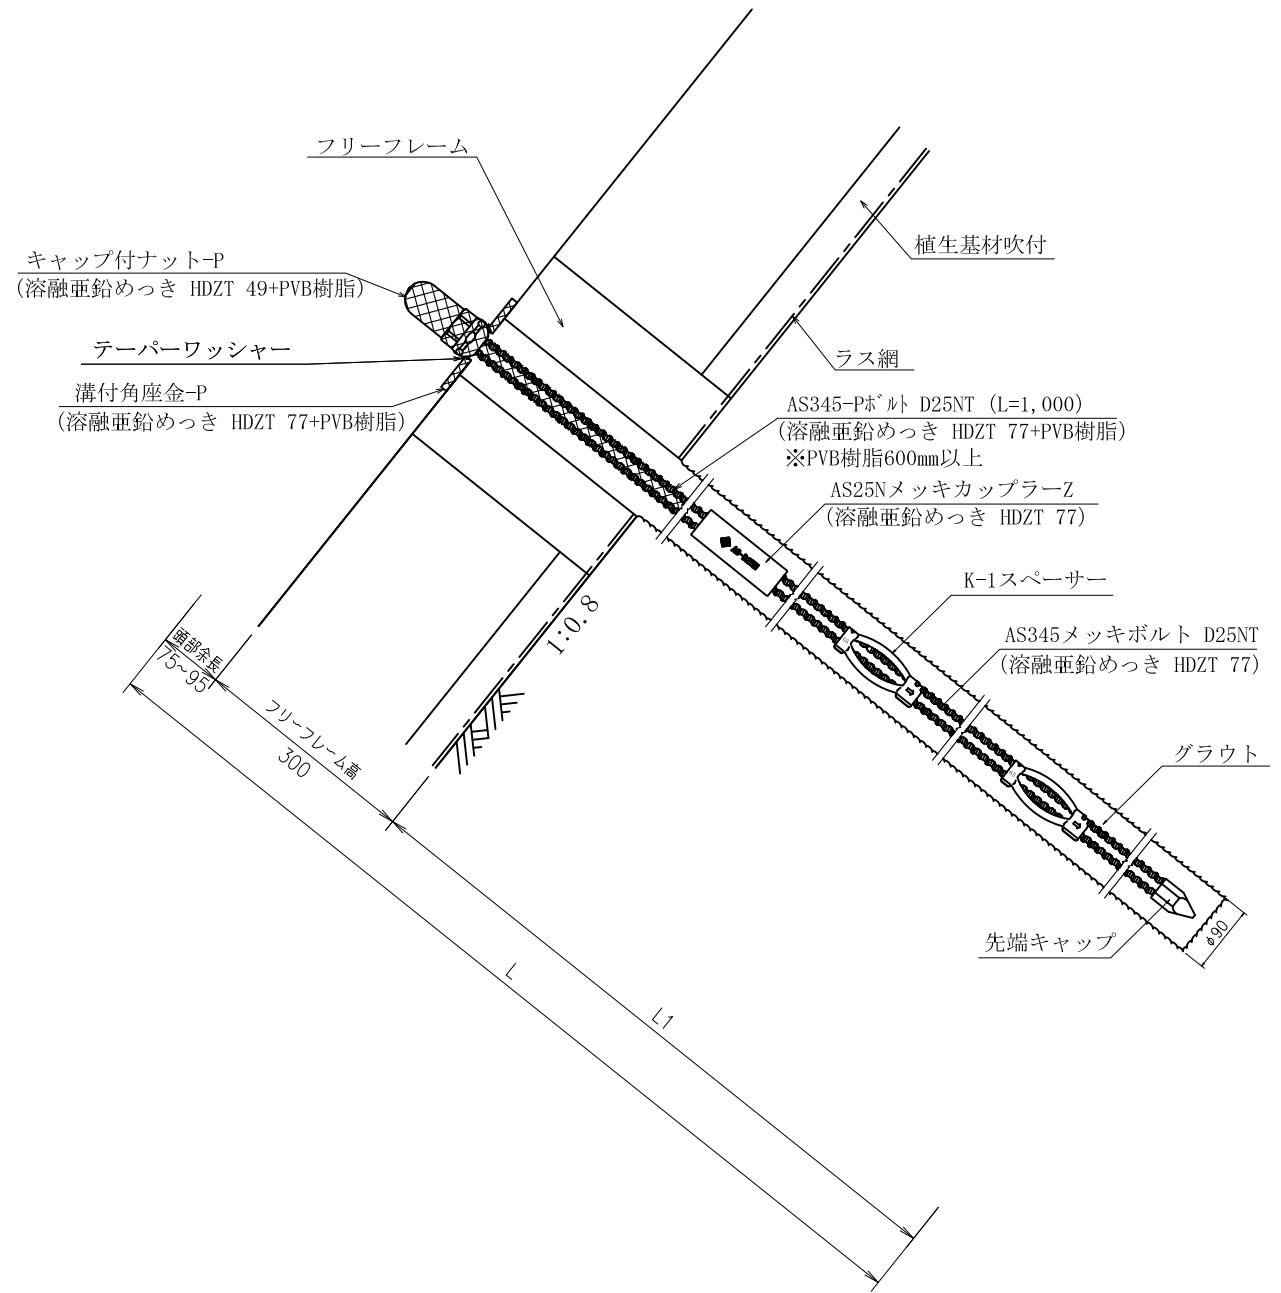 フリーフレーム
植生基材吹付
キャップ付ナット-P
(溶融亜鉛めっき HDZT 49+PVB樹脂)
テーパーワッシャー
ラス網
溝付角座金-P
(溶融亜鉛めっき HDZT 77+PVB樹脂)
AS345-Pﾎﾞﾙﾄ D25NT (L=1,000)
(溶融亜鉛めっき HDZT 77+PVB樹脂)
※PVB樹脂600mm以上
AS25NメッキカップラーZ
(溶融亜鉛めっき HDZT 77)
K-1スペーサー
1:0.8
AS345メッキボルト D25NT
(溶融亜鉛めっき HDZT 77)
頭部余長
75~95
フリーフレーム高
300
グラウト
先端キャップ
φ90
L
L1